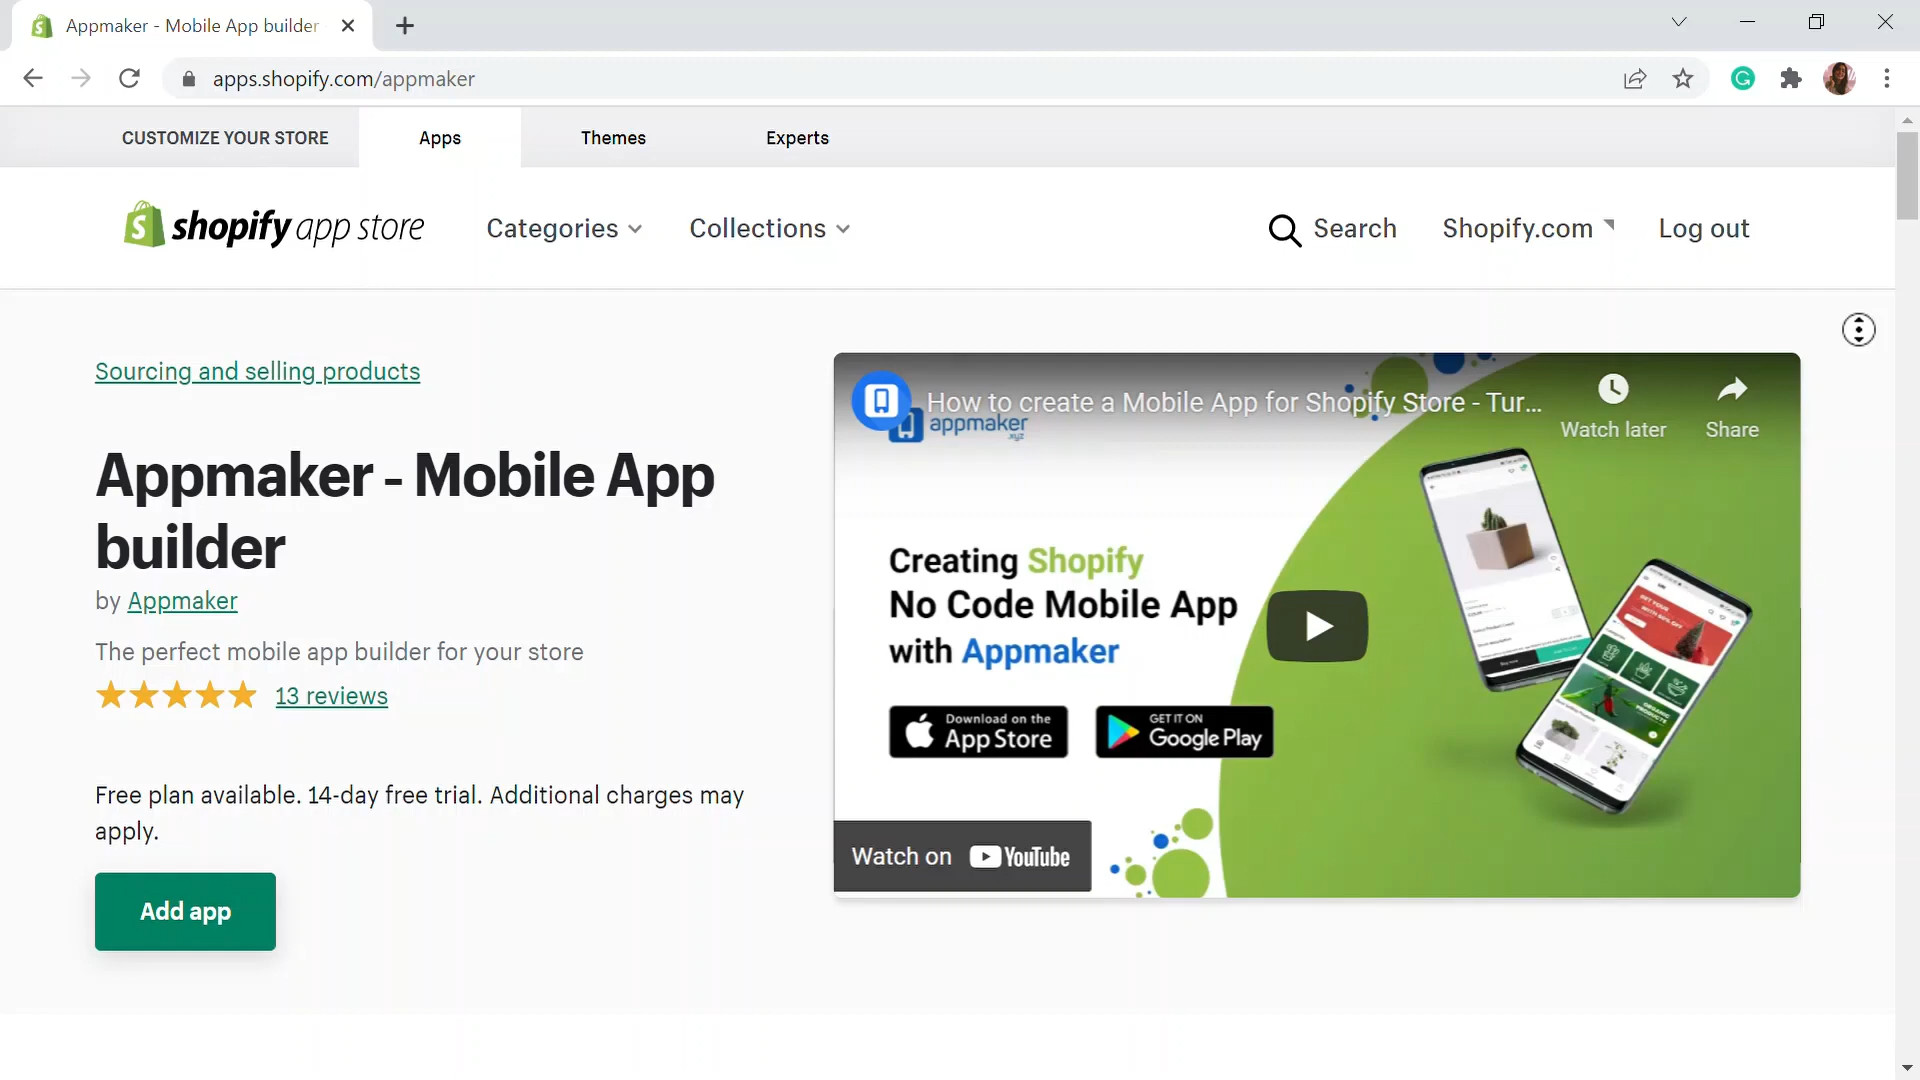 Appmaker - Mobile App builder
apps.shopify.com/appmaker
CUSTOMIZE YOUR STORE
Apps
Themes
Experts
shopify app store
Categories
Collections
Search
Shopify.com
Log out
Sourcing and selling products
Appmaker - Mobile App
builder
by Appmaker
The perfect mobile app builder for your store
13 reviews
Free plan available. 14-day free trial. Additional charges may
apply.
Add app
How to create a Mobile App for Shopify Store - Tur...
appmaker
.xyz
Watch later
Share
Creating Shopify
No Code Mobile App
with Appmaker
Download on the
App Store
GET IT ON
Google Play
Watch on YouTube
ORGANIC
PRODUCTS